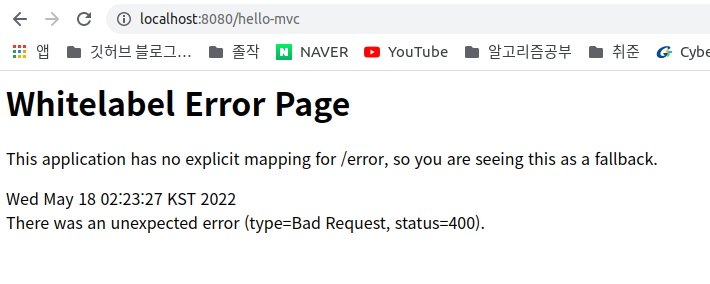 localhost:8080/hello-mvc
앱 깃허브 블로그... 졸작 NAVER YouTube 알고리즘공부 취준 Cybe
Whitelabel Error Page
This application has no explicit mapping for /error, so you are seeing this as a fallback.
Wed May 18 02:23:27 KST 2022
There was an unexpected error (type=Bad Request, status=400).